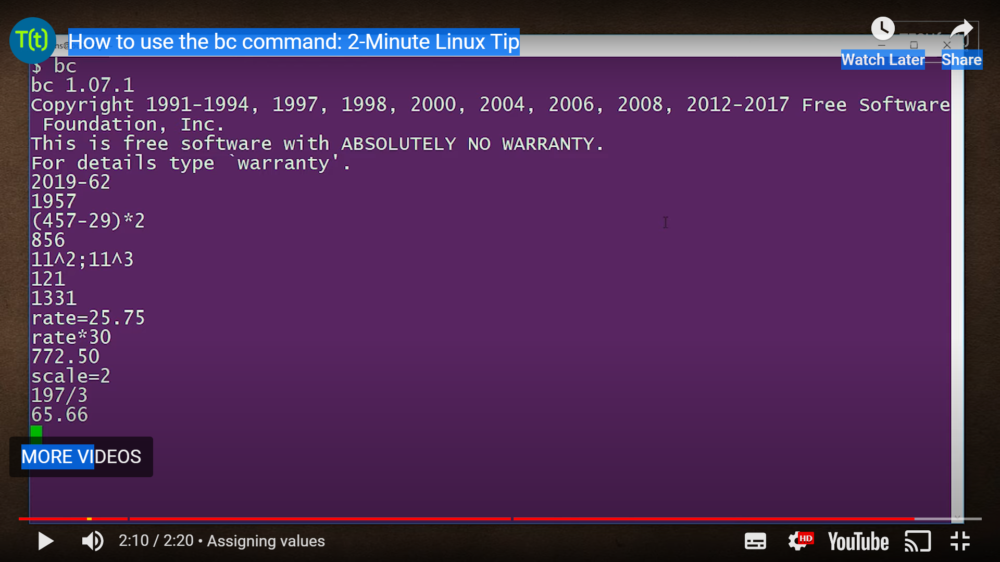 T(t)
How to use the bc command: 2-Minute Linux Tip
Watch Later
Share
$ bc
bc 1.07.1
Copyright 1991-1994, 1997, 1998, 2000, 2004, 2006, 2008, 2012-2017 Free Software
 Foundation, Inc.
This is free software with ABSOLUTELY NO WARRANTY.
For details type `warranty'.
2019-62
1957
(457-29)*2
856
11^2;11^3
121
1331
rate=25.75
rate*30
772.50
scale=2
197/3
65.66
MORE VIDEOS
2:10 / 2:20 • Assigning values
HD
YouTube